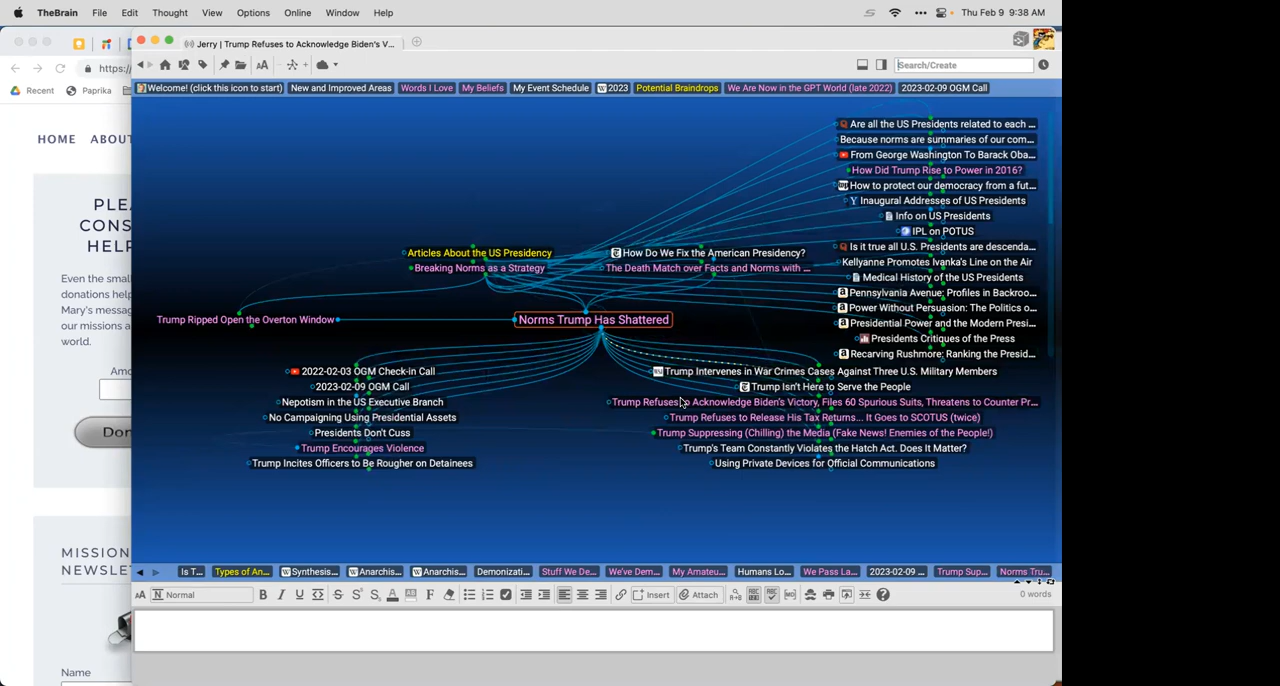 TheBrain File Edit Thought View Options Online Window Help Thu Feb 9 9:38 AM
Jerry | Trump Refuses to Acknowledge Biden's V...
https:/
Search/Create
Recent Paprika
Welcome! (click this icon to start) New and Improved Areas Words I Love My Beliefs My Event Schedule 2023 Potential Braindrops We Are Now in the GPT World (late 2022) 2023-02-09 OGM Call
HOME ABOU
Are all the US Presidents related to each ...
Because norms are summaries of our com...
From George Washington To Barack Oba...
How Did Trump Rise to Power in 2016?
How to protect our democracy from a fut...
Inaugural Addresses of US Presidents
Info on US Presidents
IPL on POTUS
Is it true all U.S. Presidents are descenda...
Kellyanne Promotes Ivanka's Line on the Air
Medical History of the US Presidents
Pennsylvania Avenue: Profiles in Backroo...
Power Without Persuasion: The Politics o...
Presidential Power and the Modern Presi...
Presidents Critiques of the Press
Recarving Rushmore: Ranking the Presid...
PLE
CONS
HELP
Even the smal
donations help
Mary's message
our missions a
world.
Don
Articles About the US Presidency
Breaking Norms as a Strategy
How Do We Fix the American Presidency?
The Death Match over Facts and Norms with ...
Trump Ripped Open the Overton Window
Norms Trump Has Shattered
2022-02-03 OGM Check-in Call
2023-02-09 OGM Call
Nepotism in the US Executive Branch
No Campaigning Using Presidential Assets
Presidents Don't Cuss
Trump Encourages Violence
Trump Incites Officers to Be Rougher on Detainees
Trump Intervenes in War Crimes Cases Against Three U.S. Military Members
Trump Isn't Here to Serve the People
Trump Refuses to Acknowledge Biden's Victory, Files 60 Spurious Suits, Threatens to Counter Pr...
Trump Refuses to Release His Tax Returns... It Goes to SCOTUS (twice)
Trump Suppressing (Chilling) the Media (Fake News! Enemies of the People!)
Trump's Team Constantly Violates the Hatch Act. Does It Matter?
Using Private Devices for Official Communications
MISSION
NEWSLE
Name
Is T... Types of An... Synthesis... Anarchis... Anarchis... Demonizati... Stuff We De... We've Dem... My Amateu... Humans Lo... We Pass La... 2023-02-09 ... Trump Sup... Norms Tru...
Normal B I U S S S A F Insert Attach 0 words